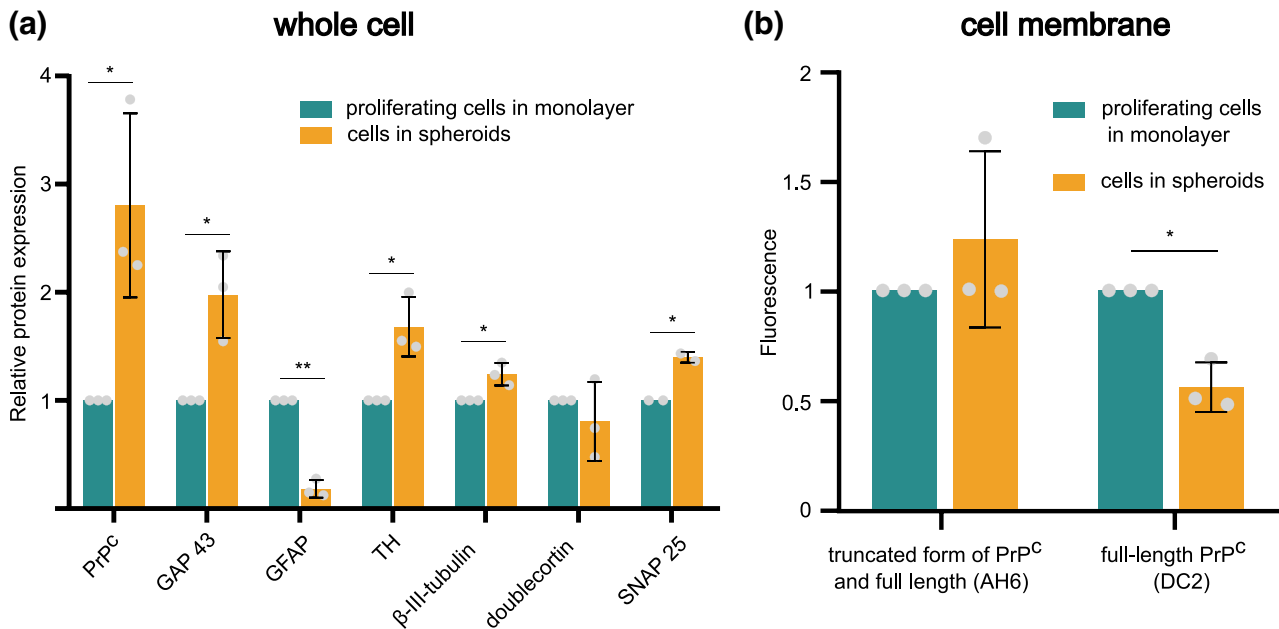 (a)
whole cell
4
3
2
1
Relative protein expression
proliferating cells in monolayer
cells in spheroids
*
*
**
*
*
*
PrPᶜ
GAP 43
GFAP
TH
β-III-tubulin
doublecortin
SNAP 25
(b)
cell membrane
2
1.5
1
0.5
0
Fluorescence
proliferating cells
in monolayer
cells in spheroids
*
truncated form of PrPᶜ
and full length (AH6)
full-length PrPᶜ
(DC2)